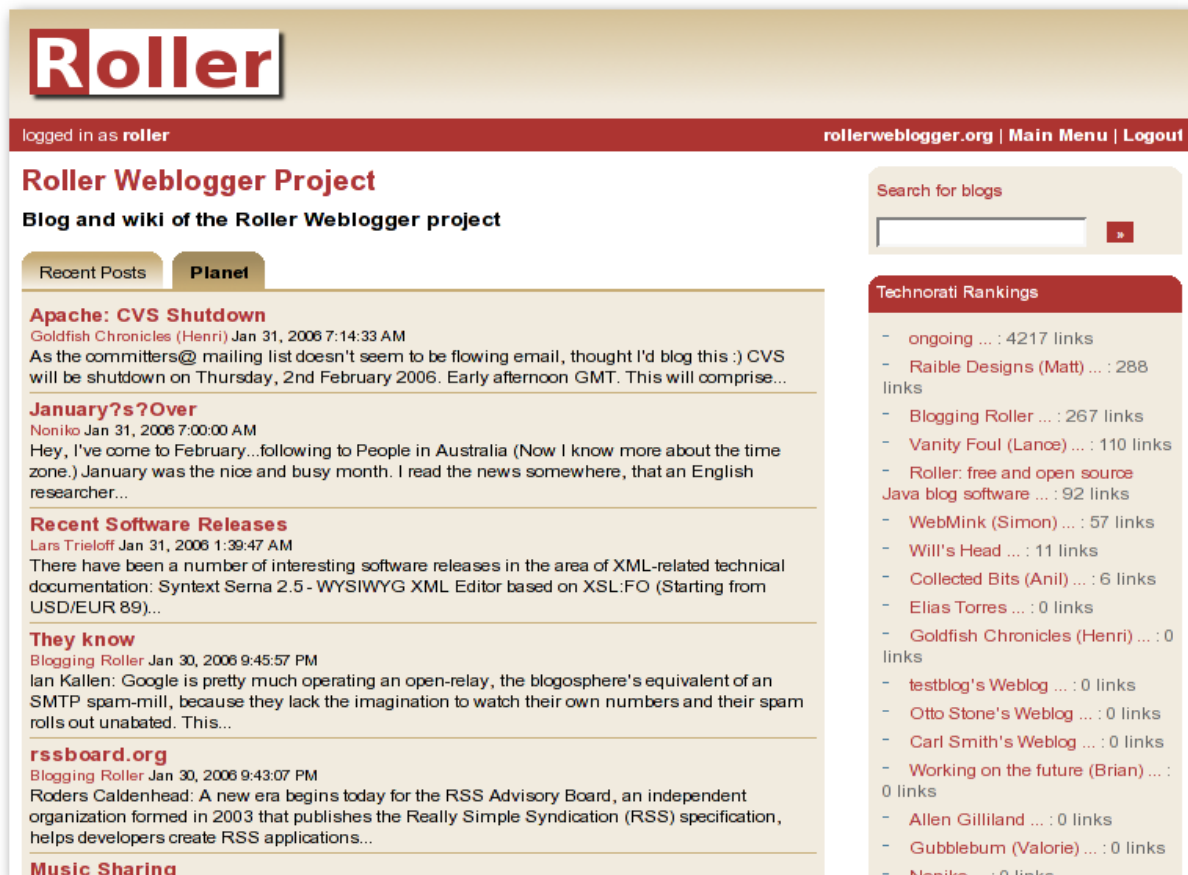 Roller
logged in as roller
rollerweblogger.org | Main Menu | Logout
Roller Weblogger Project
Blog and wiki of the Roller Weblogger project
Recent Posts
Planet
Apache: CVS Shutdown
Goldfish Chronicles (Henri) Jan 31, 2006 7:14:33 AM
As the committers@ mailing list doesn't seem to be flowing email, thought I'd blog this :) CVS
will be shutdown on Thursday, 2nd February 2006. Early afternoon GMT. This will comprise...
January?s?Over
Noniko Jan 31, 2006 7:00:00 AM
Hey, I've come to February...following to People in Australia (Now I know more about the time
zone.) January was the nice and busy month. I read the news somewhere, that an English
researcher...
Recent Software Releases
Lars Trieloff Jan 31, 2006 1:39:47 AM
There have been a number of interesting software releases in the area of XML-related technical
documentation: Syntext Serna 2.5 - WYSIWYG XML Editor based on XSL:FO (Starting from
USD/EUR 89)...
They know
Blogging Roller Jan 30, 2006 9:45:57 PM
Ian Kallen: Google is pretty much operating an open-relay, the blogosphere's equivalent of an
SMTP spam-mill, because they lack the imagination to watch their own numbers and their spam
rolls out unabated. This...
rssboard.org
Blogging Roller Jan 30, 2006 9:43:07 PM
Roders Caldenhead: A new era begins today for the RSS Advisory Board, an independent
organization formed in 2003 that publishes the Really Simple Syndication (RSS) specification,
helps developers create RSS applications...
Music Sharing
Search for blogs
»
Technorati Rankings
- ongoing ... : 4217 links
- Raible Designs (Matt) ... : 288
links
- Blogging Roller ... : 267 links
- Vanity Foul (Lance) ... : 110 links
- Roller: free and open source
Java blog software ... : 92 links
- WebMink (Simon) ... : 57 links
- Will's Head ... : 11 links
- Collected Bits (Anil) ... : 6 links
- Elias Torres ... : 0 links
- Goldfish Chronicles (Henri) ... : 0
links
- testblog's Weblog ... : 0 links
- Otto Stone's Weblog ... : 0 links
- Carl Smith's Weblog ... : 0 links
- Working on the future (Brian) ... :
0 links
- Allen Gilliland ... : 0 links
- Gubblebum (Valorie) ... : 0 links
- Noniko ... : 0 links